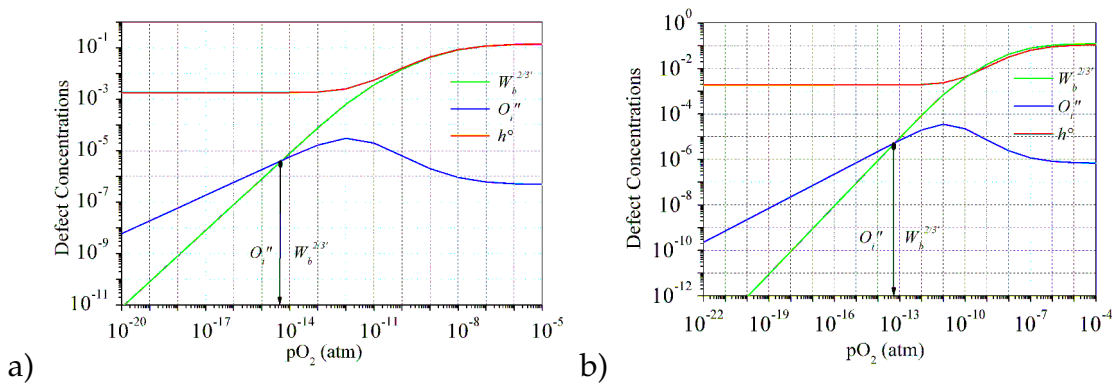 10^-1
10^-3
10^-5
10^-7
10^-9
10^-11
Defect Concentrations
W_b^2/3'
O_i''
h°
O_i'' W_b^2/3'
10^-20 10^-17 10^-14 10^-11 10^-8 10^-5
pO_2 (atm)
a)
10^0
10^-2
10^-4
10^-6
10^-8
10^-10
10^-12
Defect Concentrations
W_b^2/3'
O_i''
h°
O_i'' W_b^2/3'
10^-22 10^-19 10^-16 10^-13 10^-10 10^-7 10^-4
pO_2 (atm)
b)